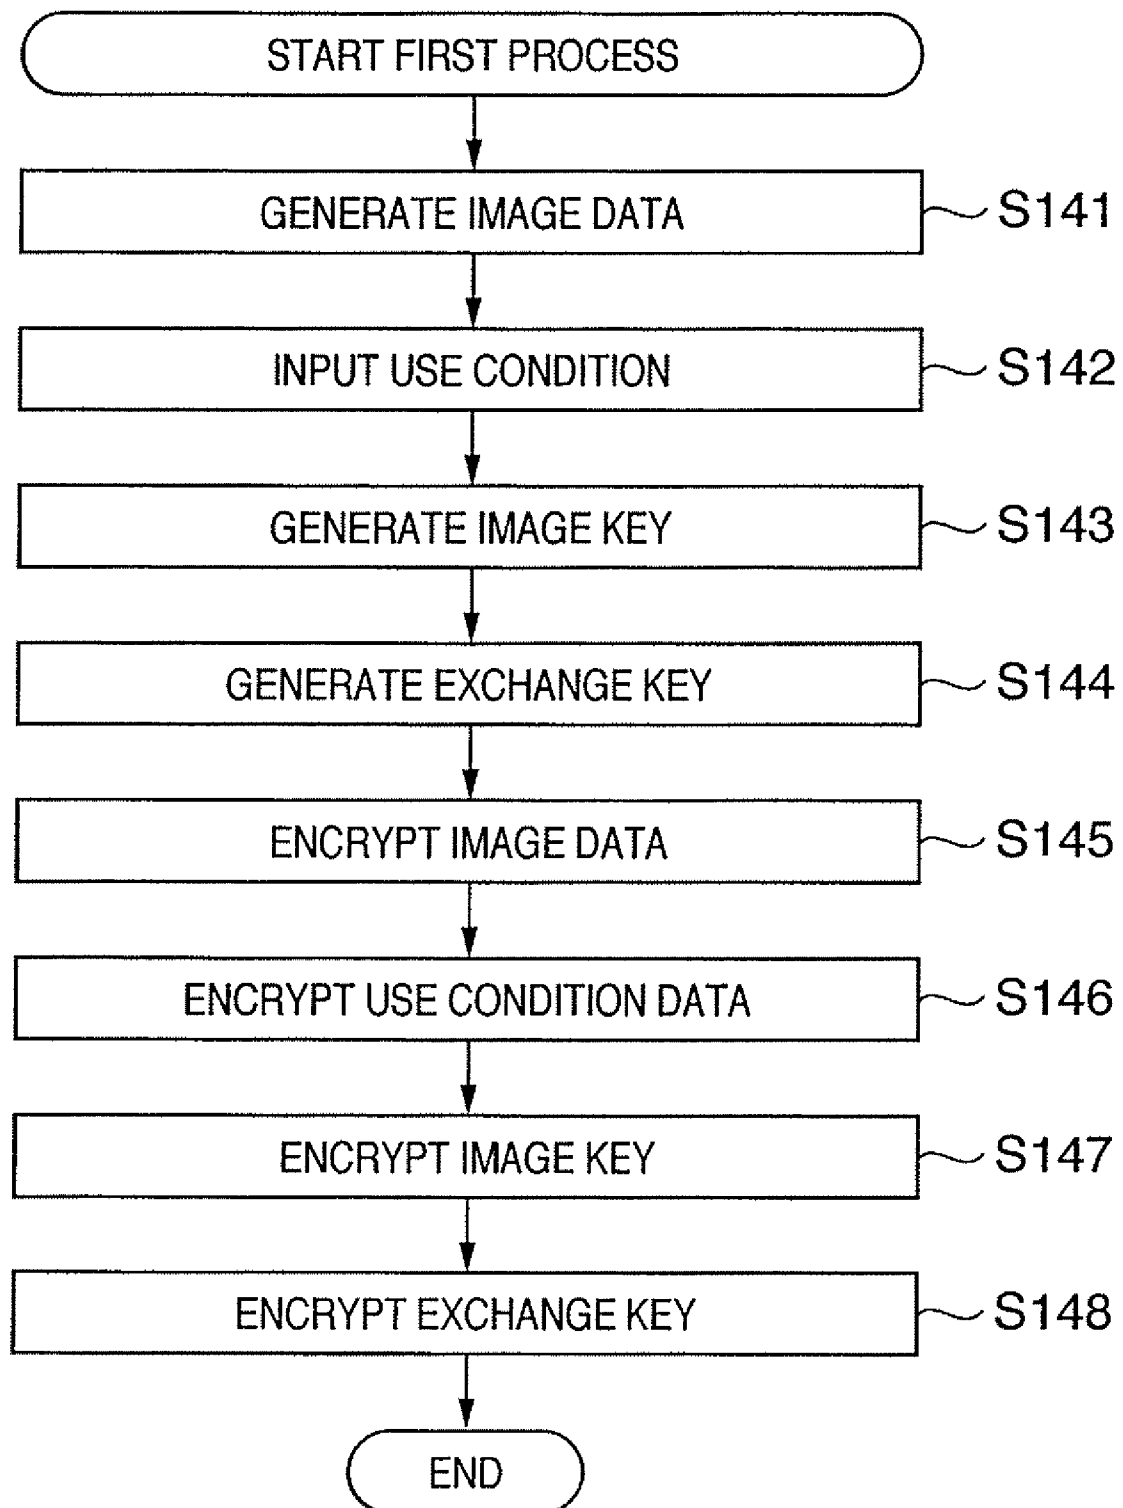 START FIRST PROCESS
GENERATE IMAGE DATA S141
INPUT USE CONDITION S142
GENERATE IMAGE KEY S143
GENERATE EXCHANGE KEY S144
ENCRYPT IMAGE DATA S145
ENCRYPT USE CONDITION DATA S146
ENCRYPT IMAGE KEY S147
ENCRYPT EXCHANGE KEY S148
END